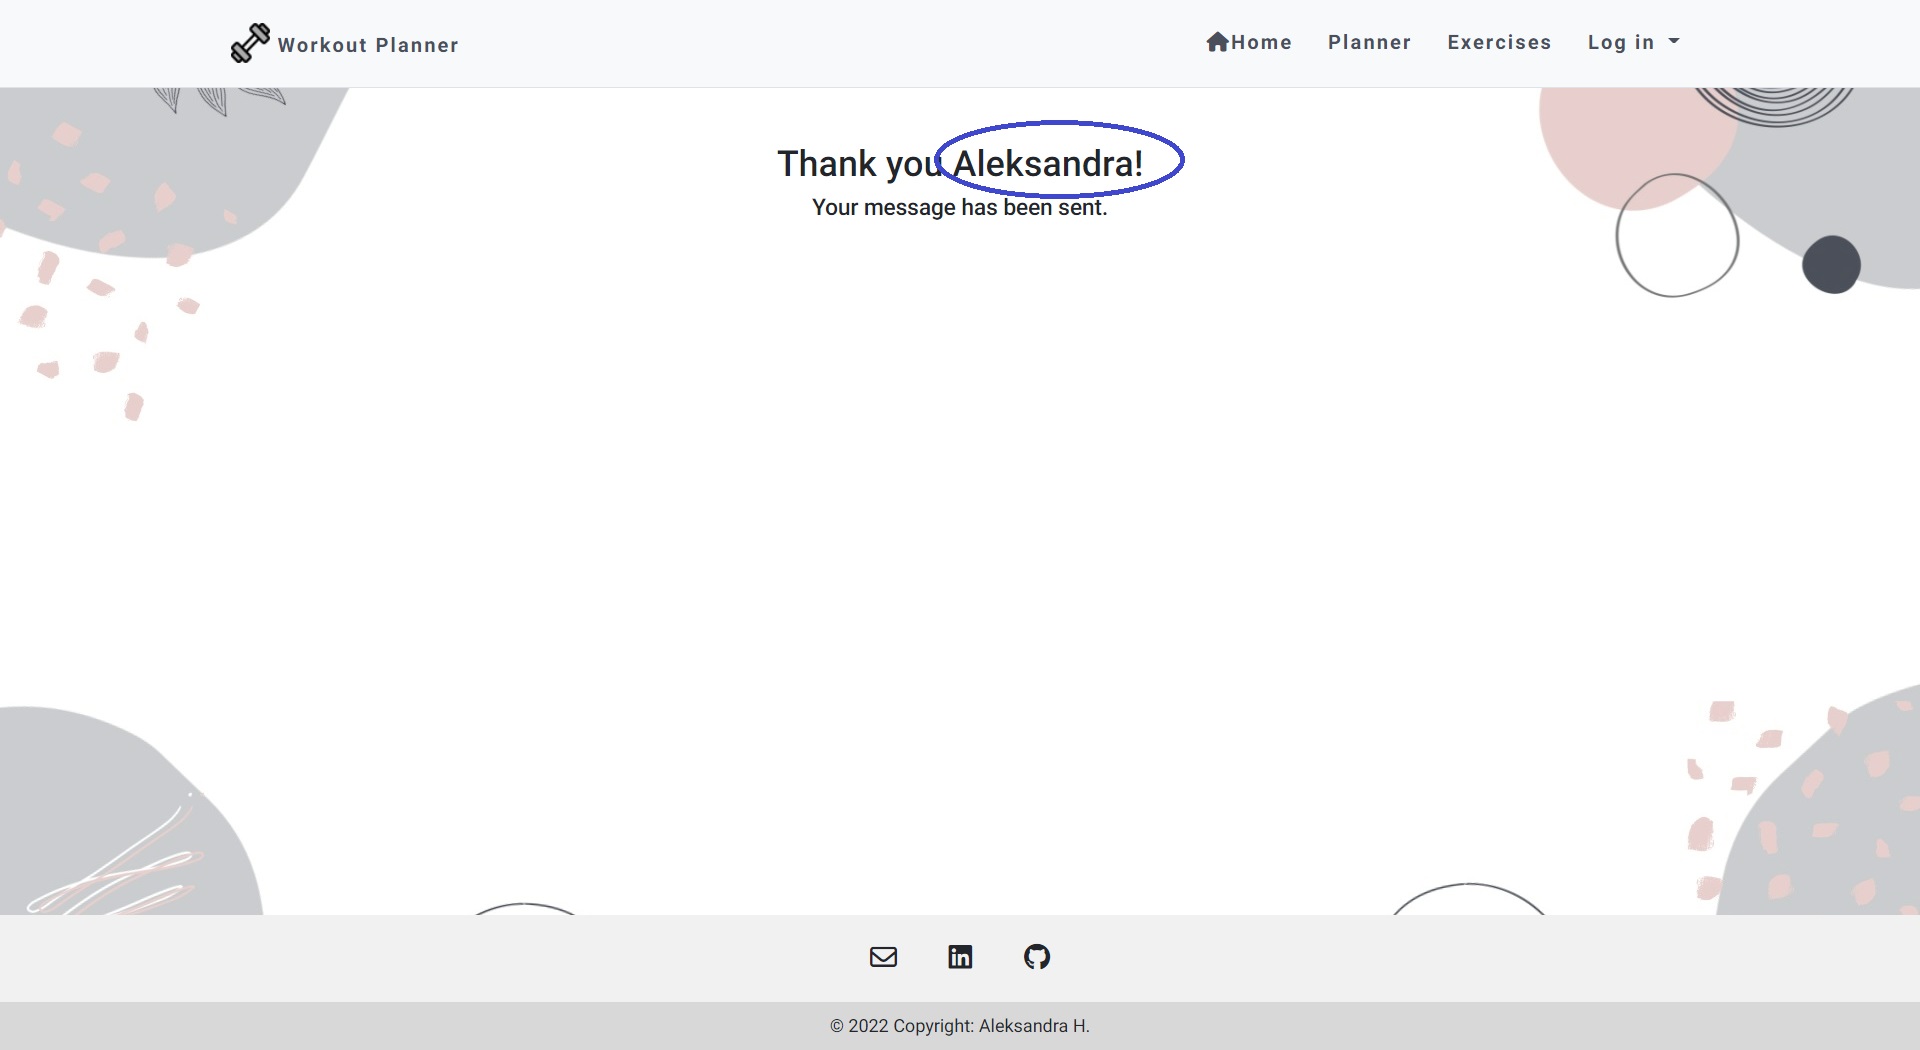 Workout Planner
Home Planner Exercises Log in
Thank you Aleksandra!
Your message has been sent.
© 2022 Copyright: Aleksandra H.